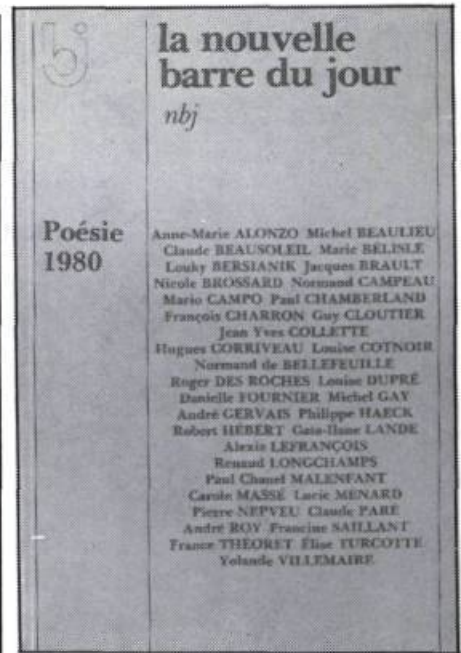 bj
la nouvelle
barre du jour
nbj
Poésie
1980
Anne-Marie ALONZO Michel BEAULIEU
Claude BEAUSOLEIL Marie BÉLISLE
Louky BERSIANIK Jacques BRAULT
Nicole BROSSARD Normand CAMPEAU
Mario CAMPO Paul CHAMBERLAND
François CHARRON Guy CLOUTIER
Jean Yves COLLETTE
Hugues CORRIVEAU Louise COTNOIR
Normand de BELLEFEUILLE
Roger DES ROCHES Louise DUPRÉ
Danielle FOURNIER Michel GAY
André GERVAIS Philippe HAECK
Robert HÉBERT LANDE
Alexis LEFRANÇOIS
Renaud LONGCHAMPS
Paul Chanel MALENFANT
Carole MASSÉ Lucie MÉNARD
Pierre NEPVEU Claude PARÉ
André ROY Francine SAILLANT
France THÉORET Élise TURCOTTE
Yolande VILLEMAIRE